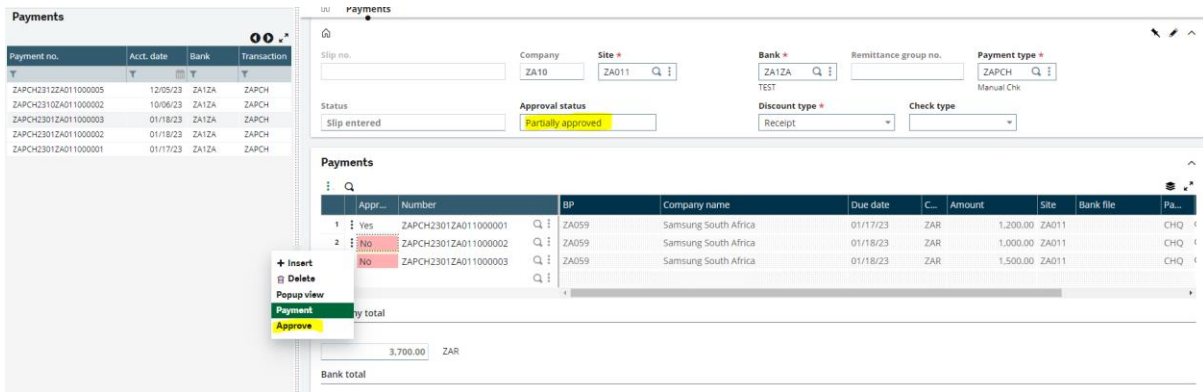 Payments
Payment no. Acct. date Bank Transaction
ZAPCH2312ZA011000005 12/05/23 ZA1ZA ZAPCH
ZAPCH2310ZA011000002 10/06/23 ZA1ZA ZAPCH
ZAPCH2301ZA011000003 01/18/23 ZA1ZA ZAPCH
ZAPCH2301ZA011000002 01/18/23 ZA1ZA ZAPCH
ZAPCH2301ZA011000001 01/17/23 ZA1ZA ZAPCH
Payments
Slip no. Company Site * Bank * Remittance group no. Payment type *
ZA10 ZA011 ZA1ZA ZAPCH
TEST Manual Chk
Status Approval status Discount type * Check type
Slip entered Partially approved Receipt
Payments
Appr... Number BP Company name Due date C... Amount Site Bank file Pa...
1 Yes ZAPCH2301ZA011000001 ZA059 Samsung South Africa 01/17/23 ZAR 1,200.00 ZA011 CHQ
2 No ZAPCH2301ZA011000002 ZA059 Samsung South Africa 01/18/23 ZAR 1,000.00 ZA011 CHQ
No ZAPCH2301ZA011000003 ZA059 Samsung South Africa 01/18/23 ZAR 1,500.00 ZA011 CHQ
+ Insert
Delete
Popup view
Payment
Approve
ny total
3,700.00 ZAR
Bank total